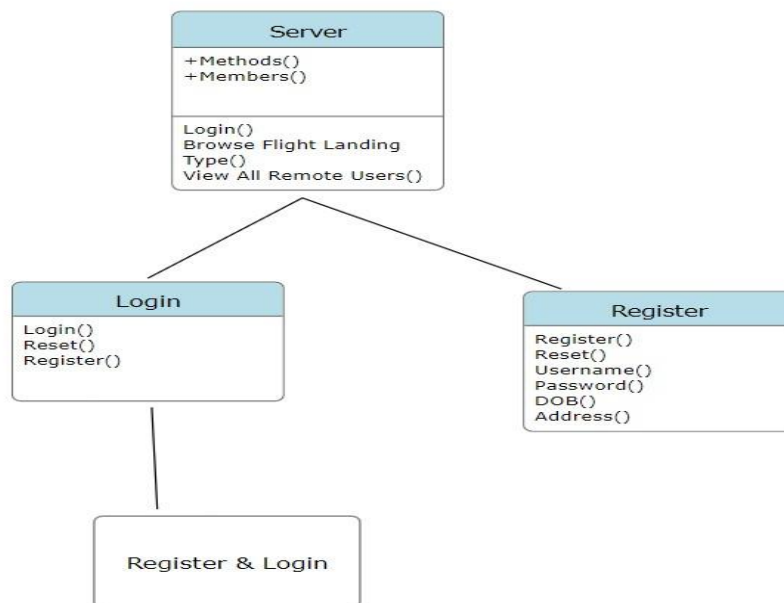 Server
+Methods()
+Members()
Login()
Browse Flight Landing
Type()
View All Remote Users()
Login
Login()
Reset()
Register()
Register
Register()
Reset()
Username()
Password()
DOB()
Address()
Register & Login